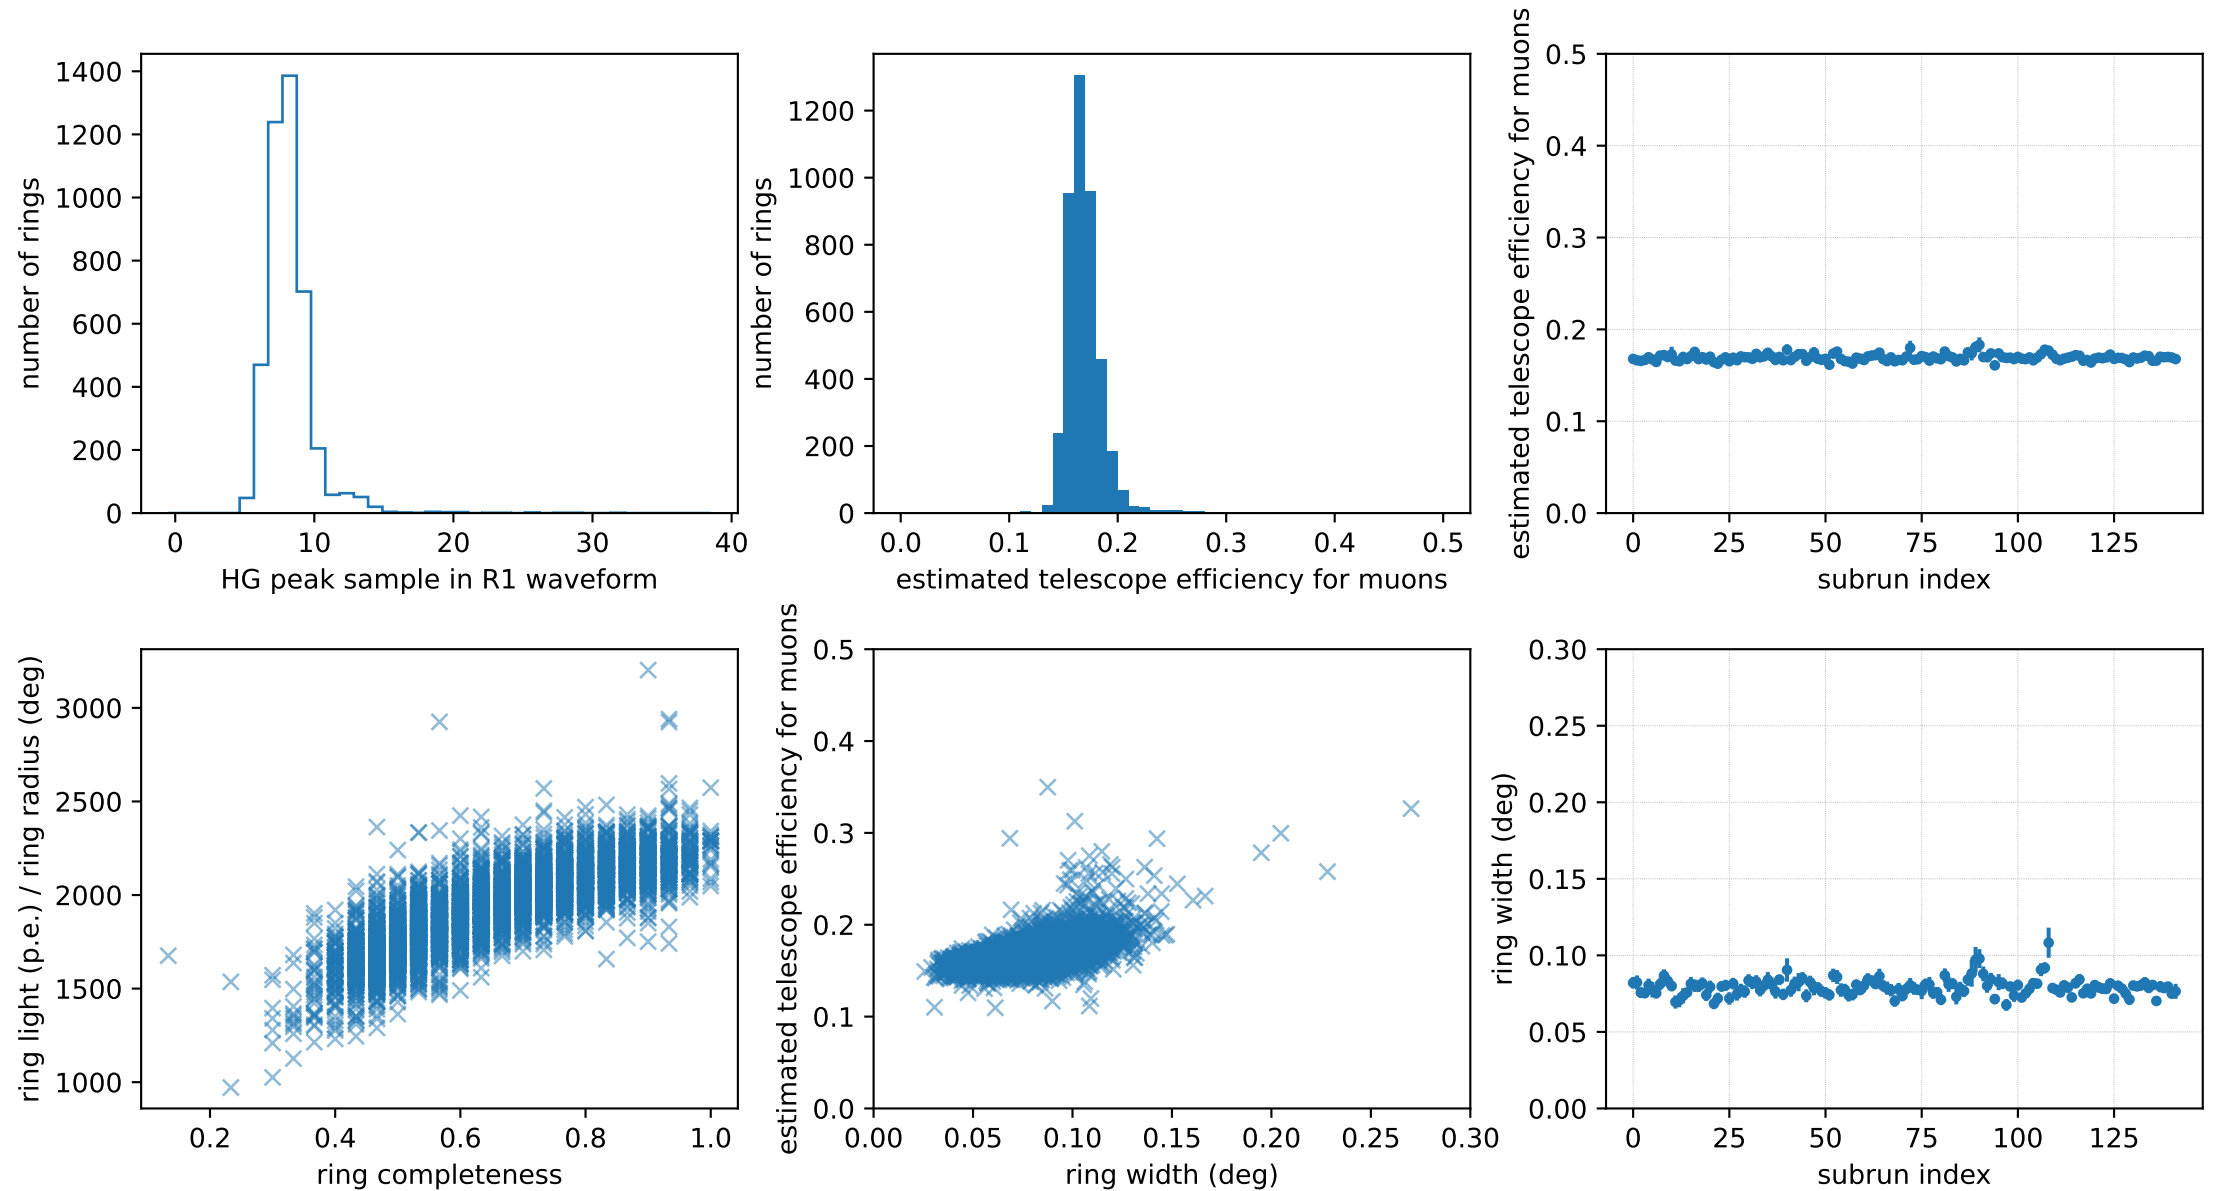 number of rings
0
200
400
600
800
1000
1200
1400
0 10 20 30 40
HG peak sample in R1 waveform
number of rings
0
200
400
600
800
1000
1200
0.0 0.1 0.2 0.3 0.4 0.5
estimated telescope efficiency for muons
estimated telescope efficiency for muons
0.0
0.1
0.2
0.3
0.4
0.5
0 25 50 75 100 125
subrun index
ring light (p.e.) / ring radius (deg)
1000
1500
2000
2500
3000
0.2 0.4 0.6 0.8 1.0
ring completeness
estimated telescope efficiency for muons
0.0
0.1
0.2
0.3
0.4
0.5
0.00 0.05 0.10 0.15 0.20 0.25 0.30
ring width (deg)
ring width (deg)
0.00
0.05
0.10
0.15
0.20
0.25
0.30
0 25 50 75 100 125
subrun index